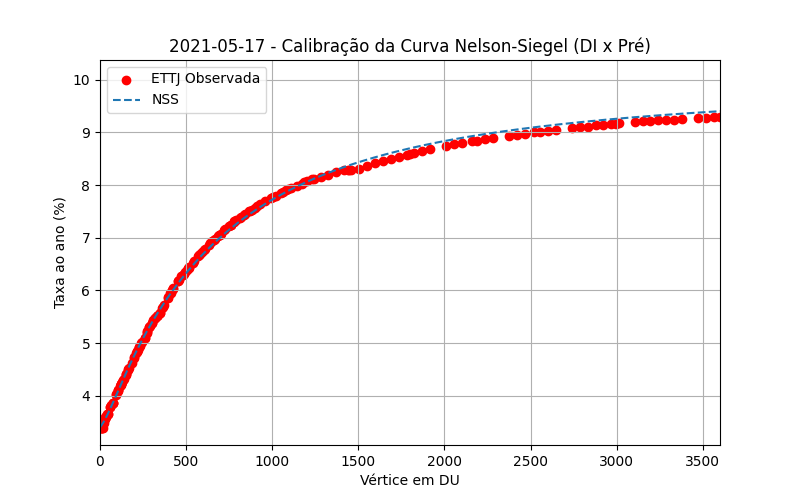 2021-05-17 - Calibração da Curva Nelson-Siegel (DI x Pré)
ETTJ Observada
NSS
Taxa ao ano (%)
10
9
8
7
6
5
4
0 500 1000 1500 2000 2500 3000 3500
Vértice em DU